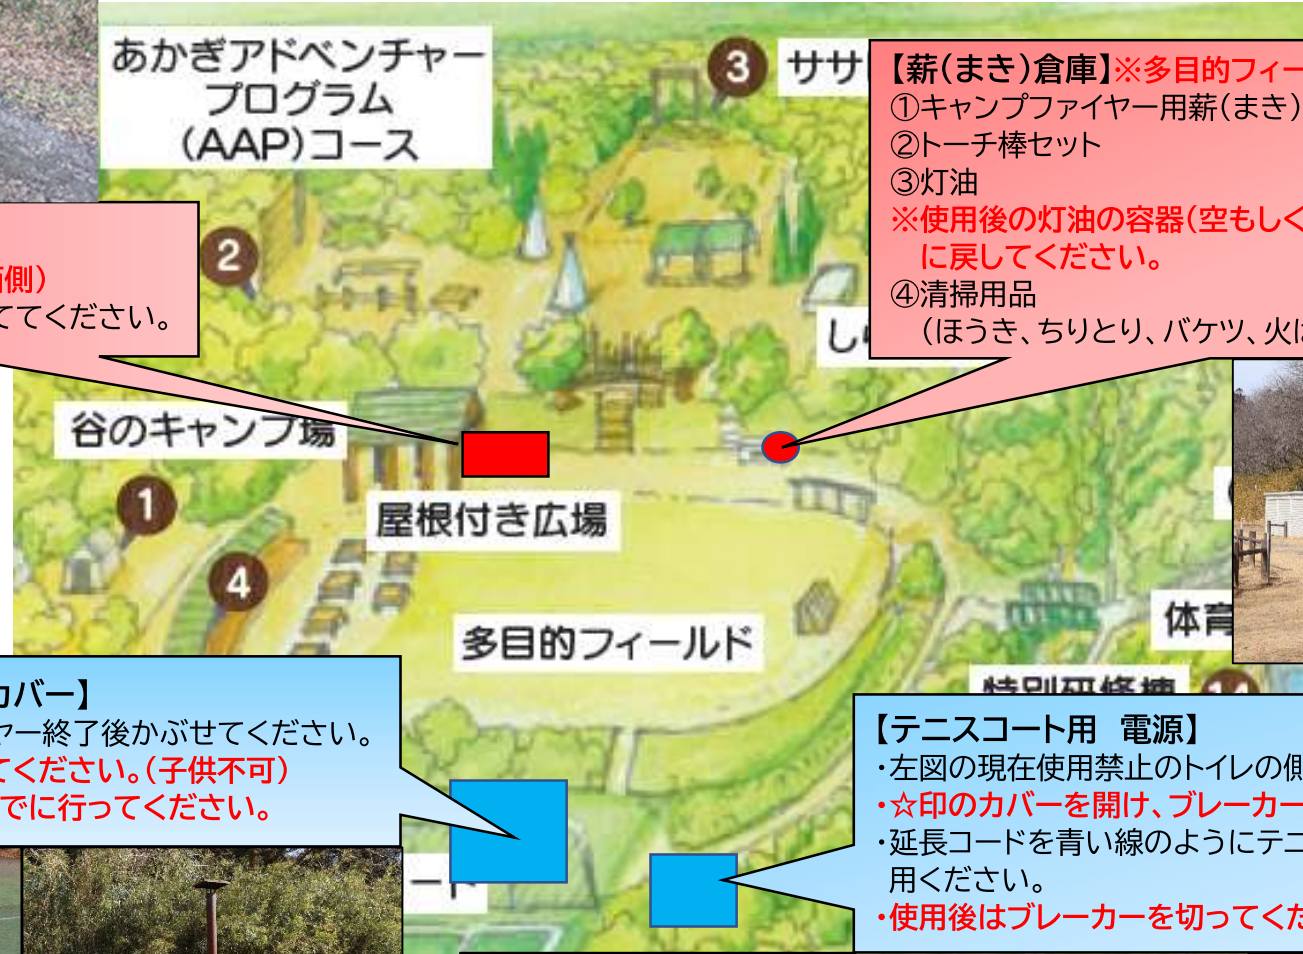 あかぎアドベンチャー
プログラム
(AAP)コース
3
ササ
【薪(まき)倉庫】※多目的フィー
①キャンプファイヤー用薪(まき)
②トーチ棒セット
③灯油
※使用後の灯油の容器(空もしく
に戻してください。
④清掃用品
(ほうき、ちりとり、バケツ、火は
2
側)
ててください。
し
谷のキャンプ場
1
屋根付き広場
4
多目的フィールド
体育
特別研修棟
14
カバー】
ヤー終了後かぶせてください。
てください。(子供不可)
でに行ってください。
ート
【テニスコート用 電源】
・左図の現在使用禁止のトイレの側
・☆印のカバーを開け、ブレーカー
・延長コードを青い線のようにテニ
用ください。
・使用後はブレーカーを切ってくだ